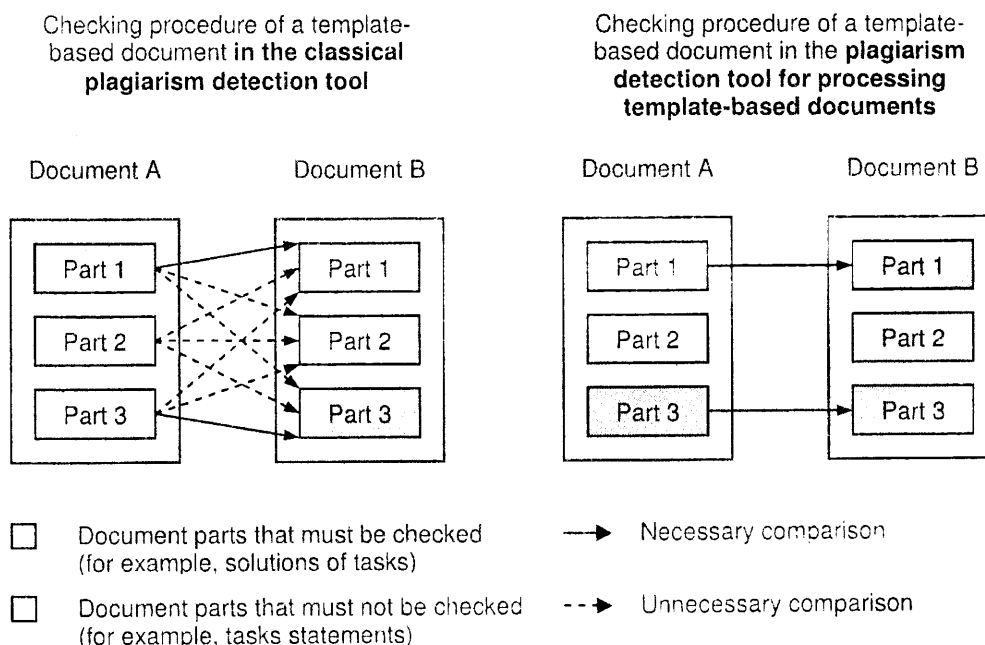 Checking procedure of a template-
based document in the classical
plagiarism detection tool
Document A
Document B
Part 1
Part 2
Part 3
Part 1
Part 2
Part 3
Checking procedure of a template-
based document in the plagiarism
detection tool for processing
template-based documents
Document A
Document B
Part 1
Part 2
Part 3
Part 1
Part 2
Part 3
Document parts that must be checked
(for example, solutions of tasks)
Document parts that must not be checked
(for example, tasks statements)
Necessary comparison
Unnecessary comparison